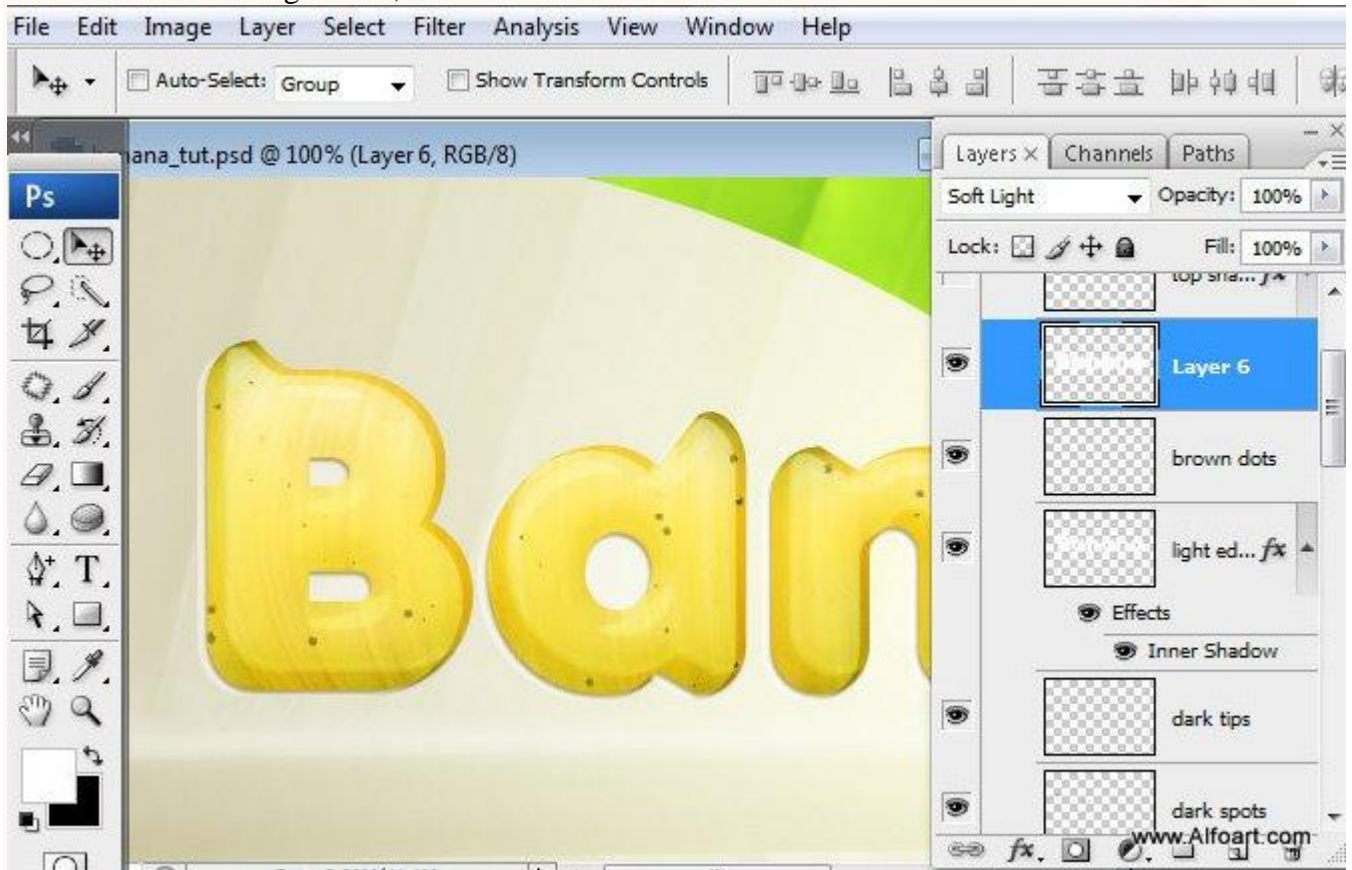 File Edit Image Layer Select Filter Analysis View Window Help
Auto-Select: Group Show Transform Controls
ana_tut.psd @ 100% (Layer 6, RGB/8)
Layers × Channels Paths
Ps
Soft Light Opacity: 100%
Lock: Fill: 100%
fx
Layer 6
Ban
brown dots
light ed... fx
T
Effects
Inner Shadow
dark tips
dark spots
www.Alfoart.com
fx.